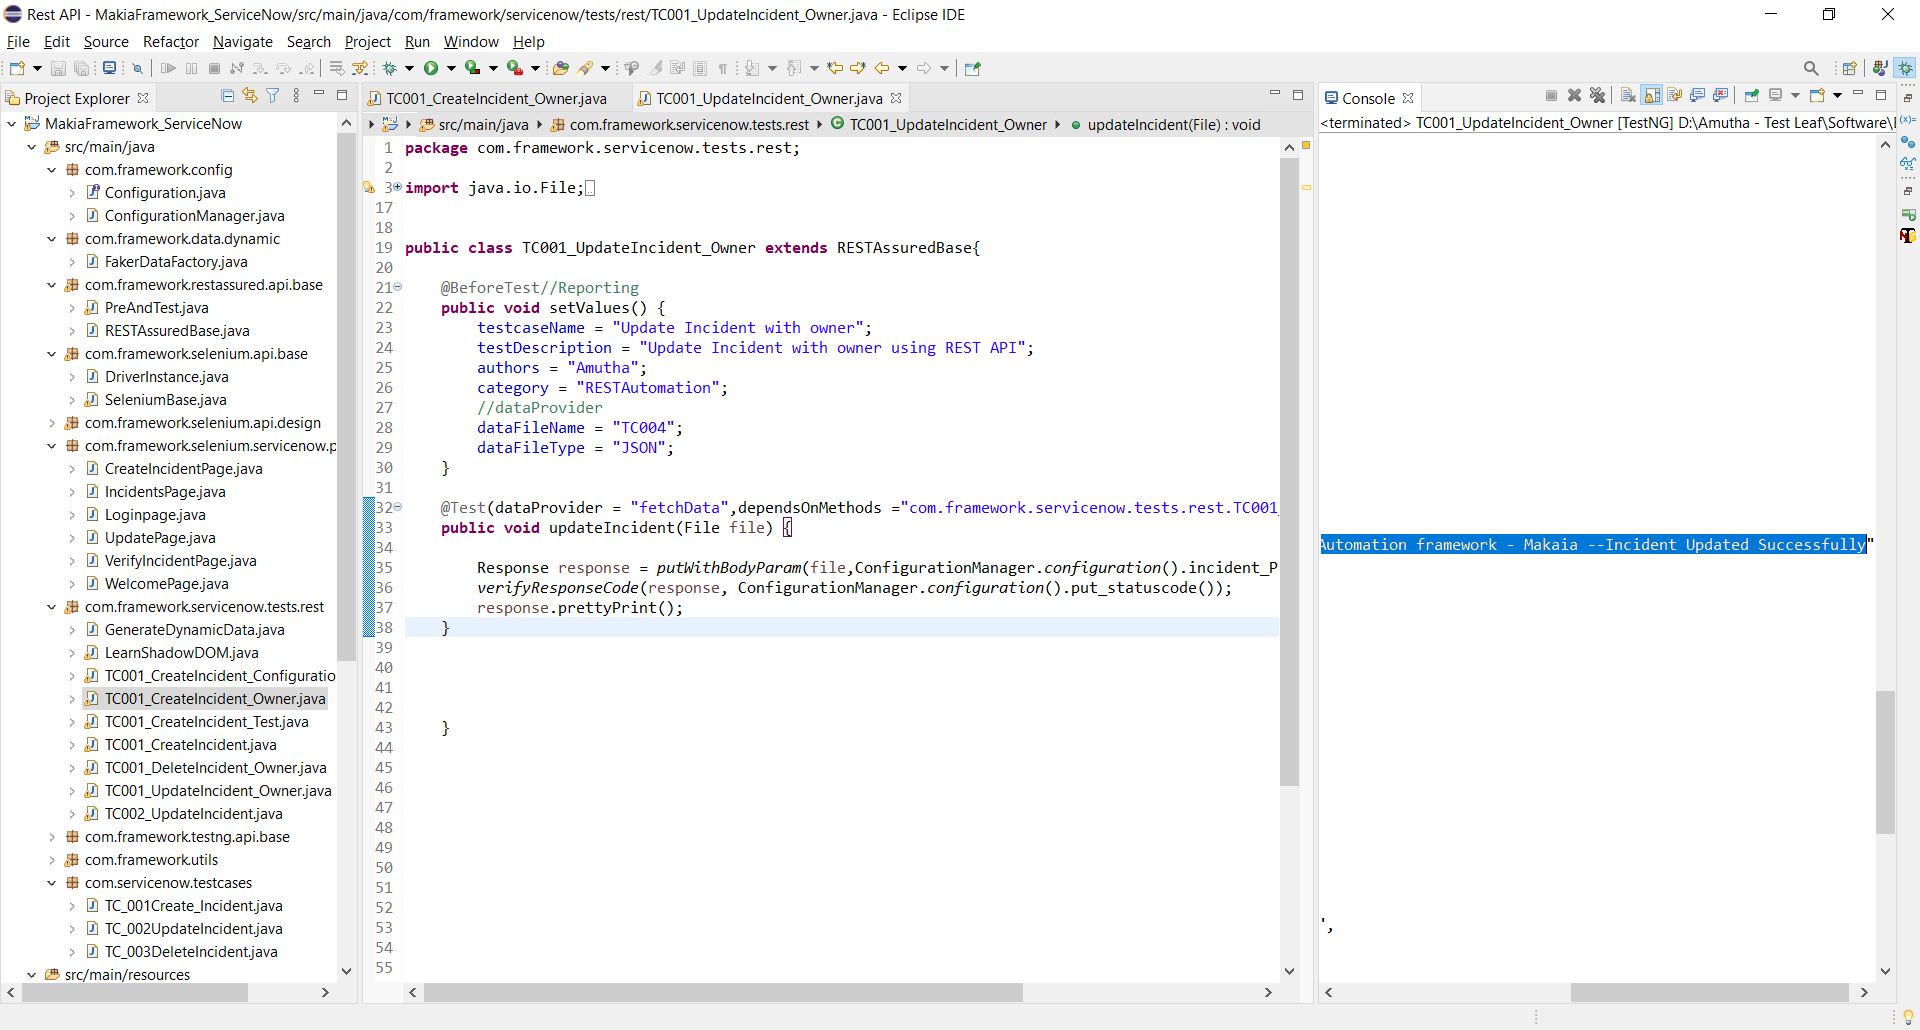 Rest API - MakiaFramework_ServiceNow/src/main/java/com/framework/servicenow/tests/rest/TC001_UpdateIncident_Owner.java - Eclipse IDE
File Edit Source Refactor Navigate Search Project Run Window Help
Project Explorer
MakiaFramework_ServiceNow
src/main/java
com.framework.config
Configuration.java
ConfigurationManager.java
com.framework.data.dynamic
FakerDataFactory.java
com.framework.restassured.api.base
PreAndTest.java
RESTAssuredBase.java
com.framework.selenium.api.base
DriverInstance.java
SeleniumBase.java
com.framework.selenium.api.design
com.framework.selenium.servicenow.p
CreateIncidentPage.java
IncidentsPage.java
Loginpage.java
UpdatePage.java
VerifyIncidentPage.java
WelcomePage.java
com.framework.servicenow.tests.rest
GenerateDynamicData.java
LearnShadowDOM.java
TC001_CreateIncident_Configuratio
TC001_CreateIncident_Owner.java
TC001_CreateIncident_Test.java
TC001_CreateIncident.java
TC001_DeleteIncident_Owner.java
TC001_UpdateIncident_Owner.java
TC002_UpdateIncident.java
com.framework.testng.api.base
com.framework.utils
com.servicenow.testcases
TC_001Create_Incident.java
TC_002UpdateIncident.java
TC_003DeleteIncident.java
src/main/resources
TC001_CreateIncident_Owner.java TC001_UpdateIncident_Owner.java
src/main/java com.framework.servicenow.tests.rest TC001_UpdateIncident_Owner updateIncident(File) : void
1 package com.framework.servicenow.tests.rest;
2
3 import java.io.File;
17
18
19 public class TC001_UpdateIncident_Owner extends RESTAssuredBase{
20
21 @BeforeTest//Reporting
22 public void setValues() {
23 testcaseName = "Update Incident with owner";
24 testDescription = "Update Incident with owner using REST API";
25 authors = "Amutha";
26 category = "RESTAutomation";
27 //dataProvider
28 dataFileName = "TC004";
29 dataFileType = "JSON";
30 }
31
32 @Test(dataProvider = "fetchData",dependsOnMethods ="com.framework.servicenow.tests.rest.TC001_
33 public void updateIncident(File file) {
34
35 Response response = putWithBodyParam(file,ConfigurationManager.configuration().incident_P
36 verifyResponseCode(response, ConfigurationManager.configuration().put_statuscode());
37 response.prettyPrint();
38 }
39
40
41
42
43 }
44
45
46
47
48
49
50
51
52
53
54
55
Console
<terminated> TC001_UpdateIncident_Owner [TestNG] D:\Amutha - Test Leaf\Software\
Automation framework - Makaia --Incident Updated Successfully"
',